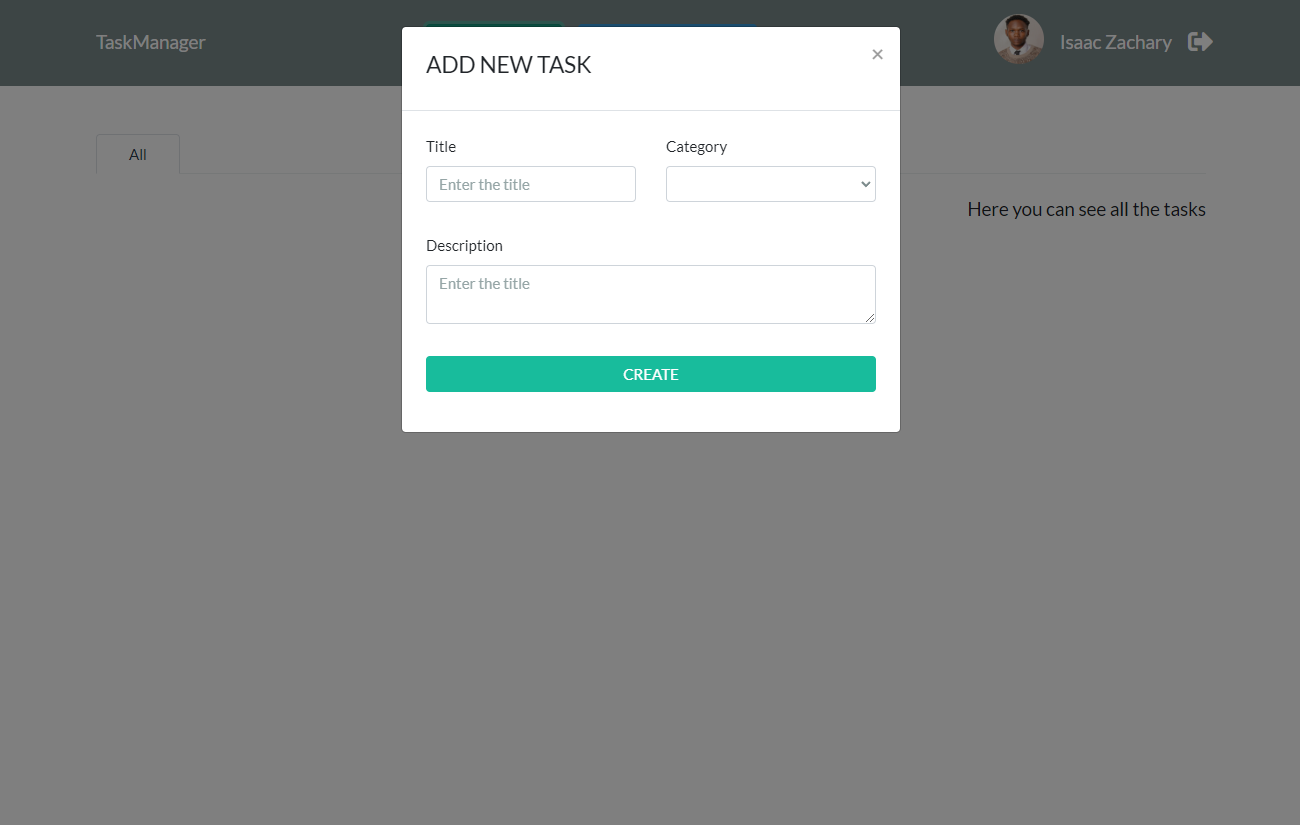 TaskManager
Isaac Zachary
ADD NEW TASK
×
All
Title
Category
Enter the title
Here you can see all the tasks
Description
Enter the title
CREATE